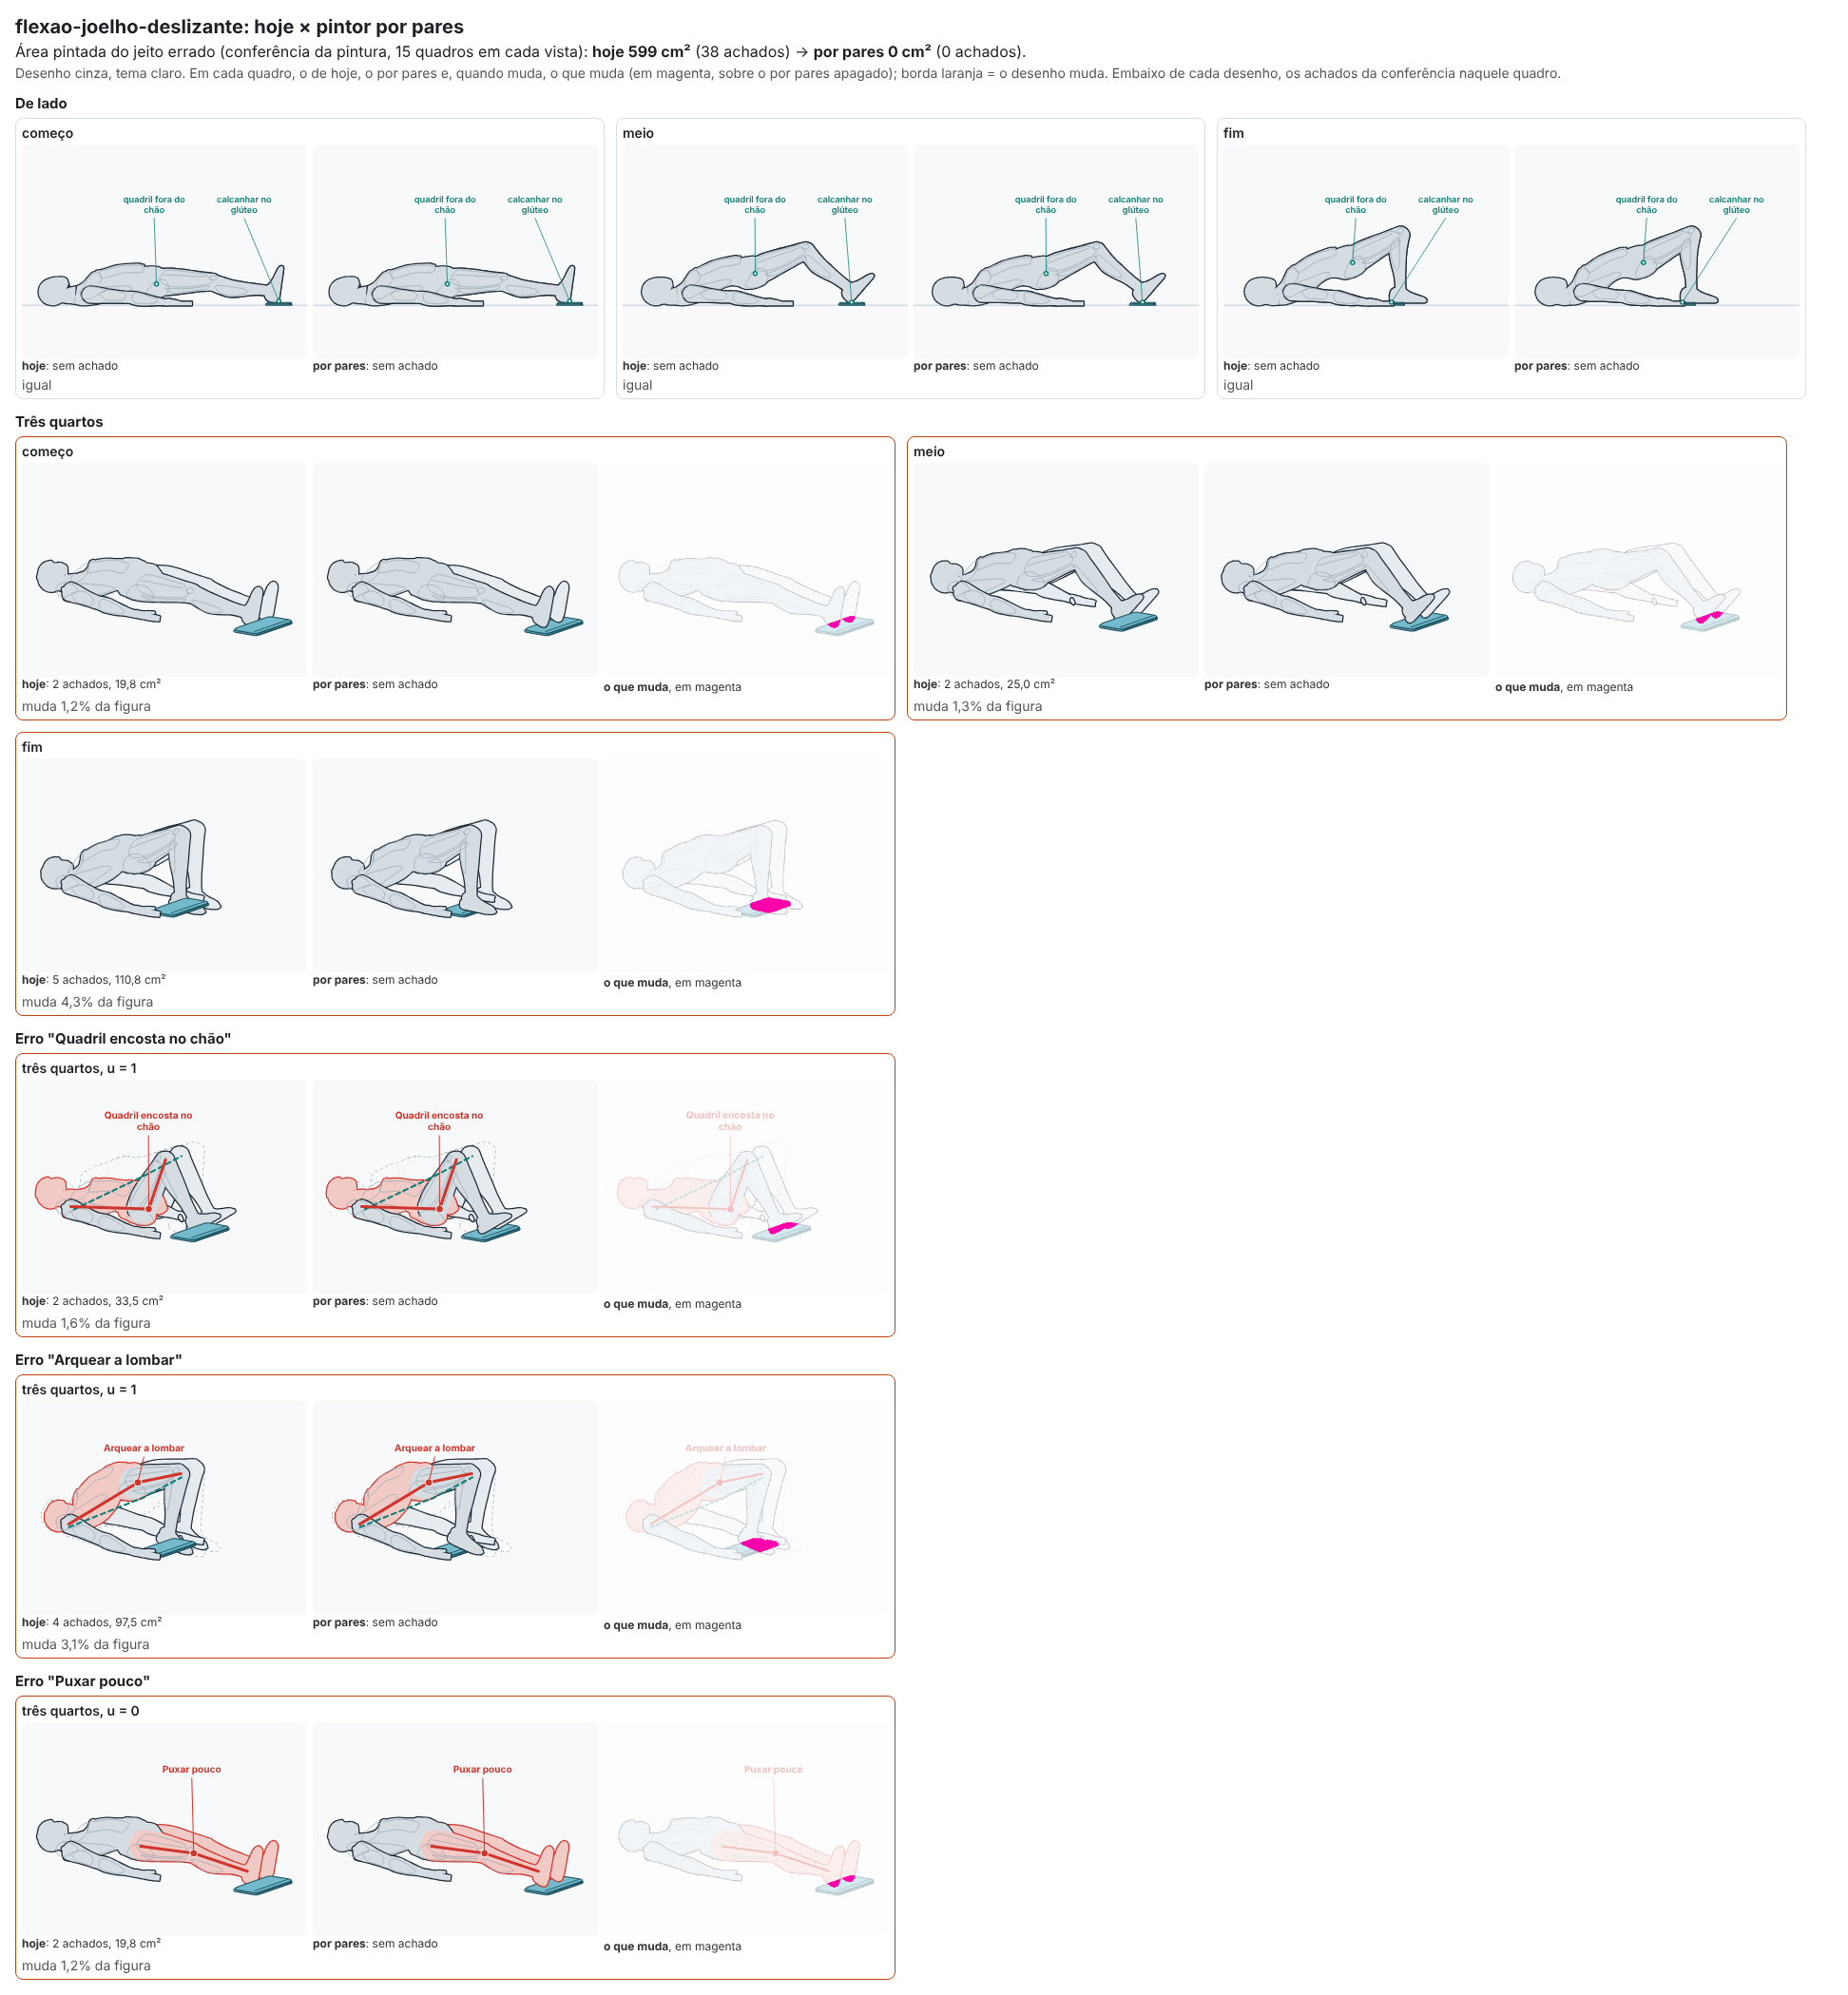 flexao-joelho-deslizante: hoje × pintor por pares
Área pintada do jeito errado (conferência da pintura, 15 quadros em cada vista): hoje 599 cm² (38 achados) → por pares 0 cm² (0 achados).
Desenho cinza, tema claro. Em cada quadro, o de hoje, o por pares e, quando muda, o que muda (em magenta, sobre o por pares apagado); borda laranja = o desenho muda. Embaixo de cada desenho, os achados da conferência naquele quadro.
De lado
começo
quadril fora do
chão
calcanhar no
glúteo
quadril fora do
chão
calcanhar no
glúteo
hoje: sem achado
por pares: sem achado
igual
meio
quadril fora do
chão
calcanhar no
glúteo
quadril fora do
chão
calcanhar no
glúteo
hoje: sem achado
por pares: sem achado
igual
fim
quadril fora do
chão
calcanhar no
glúteo
quadril fora do
chão
calcanhar no
glúteo
hoje: sem achado
por pares: sem achado
igual
Três quartos
começo
hoje: 2 achados, 19,8 cm²
por pares: sem achado
o que muda, em magenta
muda 1,2% da figura
meio
hoje: 2 achados, 25,0 cm²
por pares: sem achado
o que muda, em magenta
muda 1,3% da figura
fim
hoje: 5 achados, 110,8 cm²
por pares: sem achado
o que muda, em magenta
muda 4,3% da figura
Erro "Quadril encosta no chão"
três quartos, u = 1
Quadril encosta no
chão
Quadril encosta no
chão
Quadril encosta no
chão
hoje: 2 achados, 33,5 cm²
por pares: sem achado
o que muda, em magenta
muda 1,6% da figura
Erro "Arquear a lombar"
três quartos, u = 1
Arquear a lombar
Arquear a lombar
Arquear a lombar
hoje: 4 achados, 97,5 cm²
por pares: sem achado
o que muda, em magenta
muda 3,1% da figura
Erro "Puxar pouco"
três quartos, u = 0
Puxar pouco
Puxar pouco
Puxar pouco
hoje: 2 achados, 19,8 cm²
por pares: sem achado
o que muda, em magenta
muda 1,2% da figura